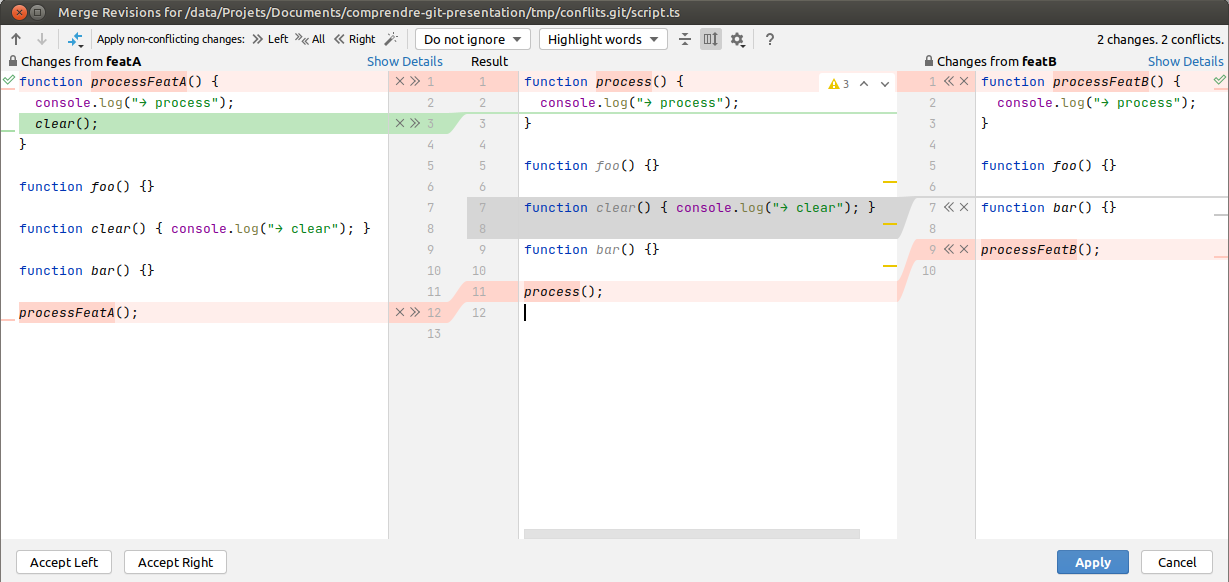 Merge Revisions for /data/Projets/Documents/comprendre-git-presentation/tmp/conflits.git/script.ts
Apply non-conflicting changes: >> Left >>« All « Right Do not ignore Highlight words ? 2 changes. 2 conflicts.
Changes from featA Show Details Result Changes from featB Show Details
function processFeatA() {
console.log("→ process");
clear();
}
function foo() {}
function clear() { console.log("→ clear"); }
function bar() {}
processFeatA();
× >> 1
2
× >> 3
4
5
6
7
8
9
10
11
× >> 12
13
1
2
3
4
5
6
7
8
9
10
11
12
function process() {
console.log("→ process");
}
function foo() {}
function clear() { console.log("→ clear"); }
function bar() {}
process();
3
1 « ×
2
3
4
5
6
7 « ×
8
9 « ×
10
function processFeatB() {
console.log("→ process");
}
function foo() {}
function bar() {}
processFeatB();
Accept Left Accept Right Apply Cancel